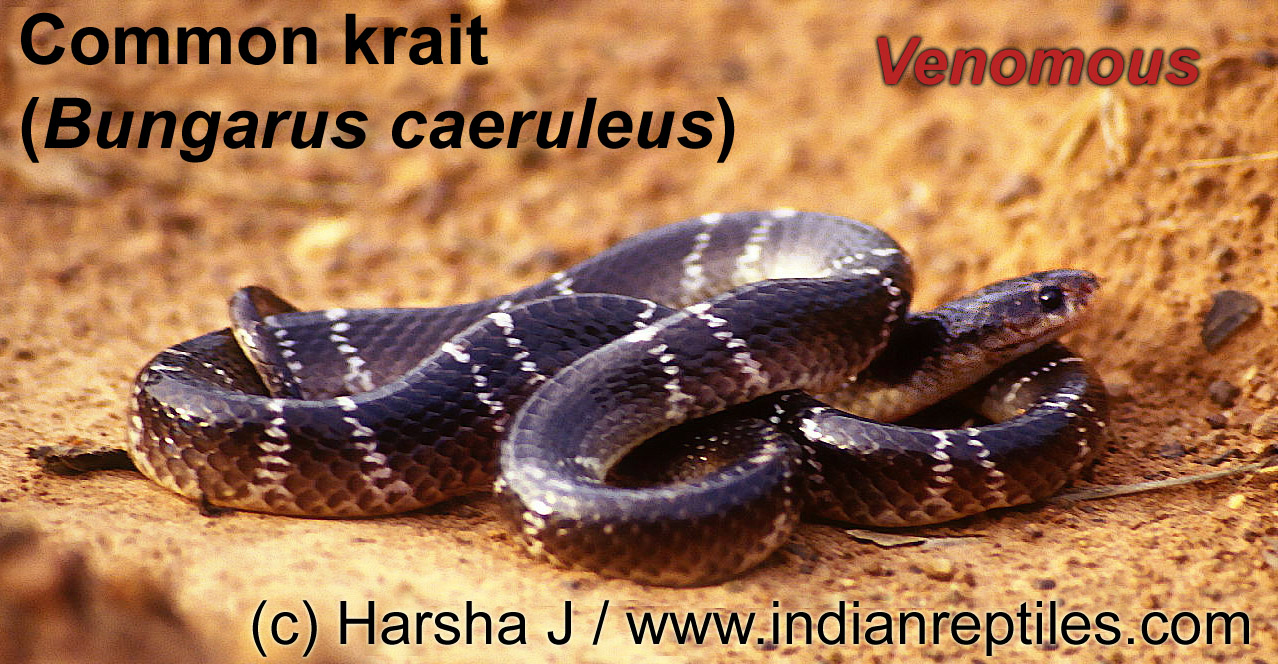 Common krait
Venomous
(Bungarus caeruleus)
(c) Harsha J / www.indianreptiles.com